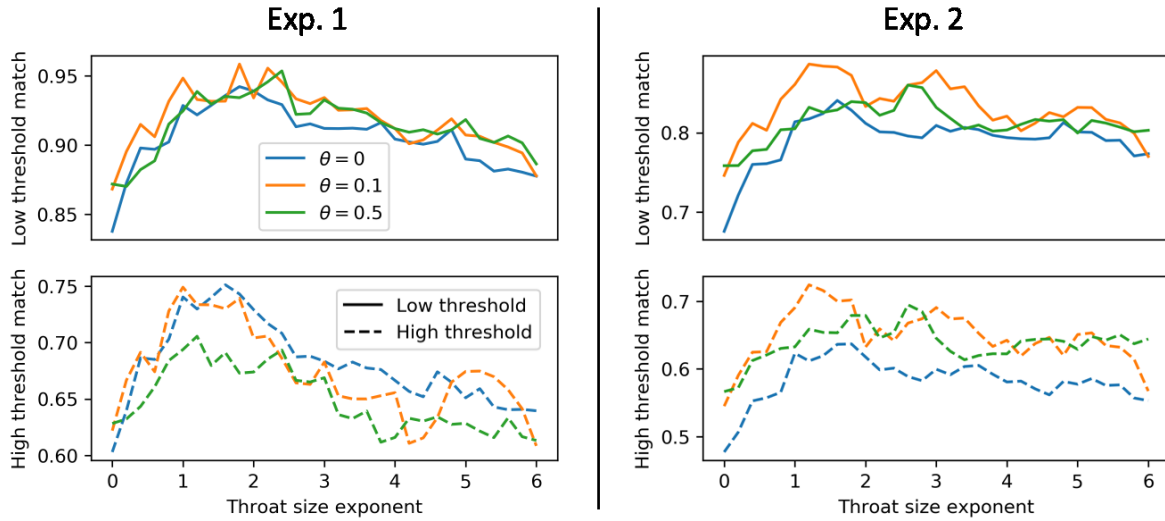 Exp. 1
Low threshold match
0.95
0.90
0.85
θ = 0
θ = 0.1
θ = 0.5
High threshold match
0.75
0.70
0.65
0.60
Low threshold
High threshold
0 1 2 3 4 5 6
Throat size exponent
Exp. 2
Low threshold match
0.8
0.7
High threshold match
0.7
0.6
0.5
0 1 2 3 4 5 6
Throat size exponent